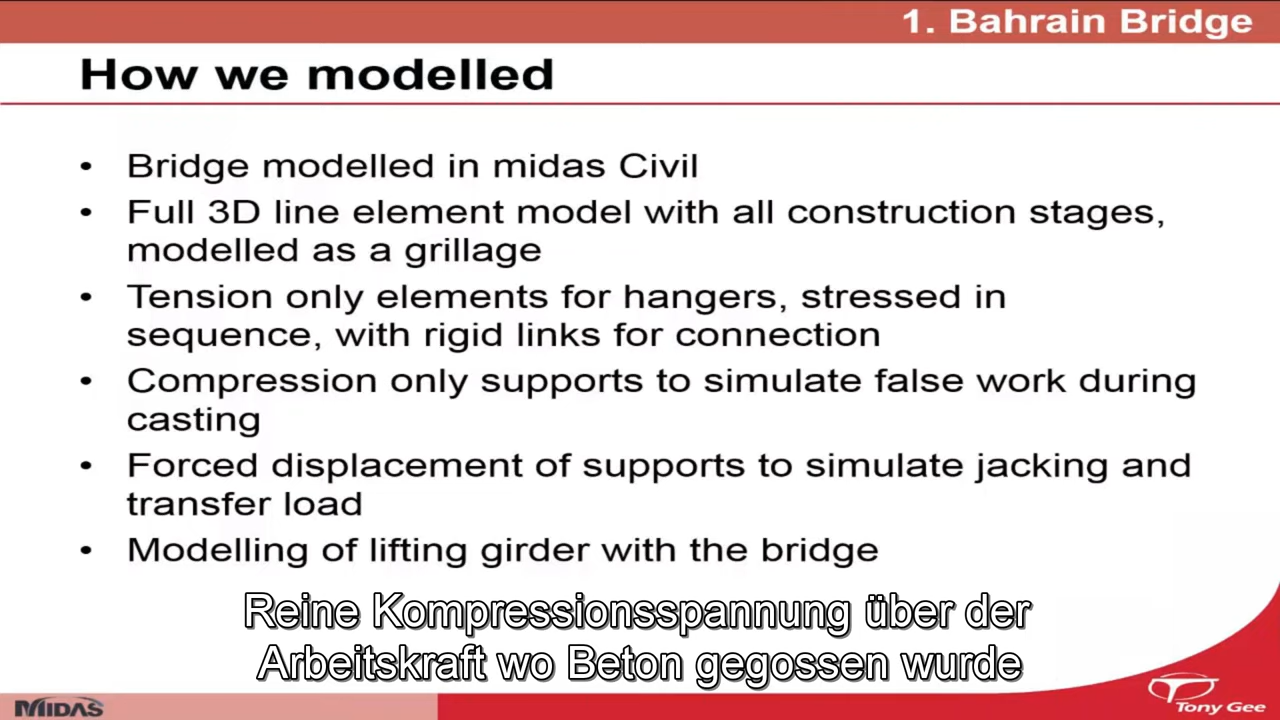 1. Bahrain Bridge
How we modelled
• Bridge modelled in midas Civil
• Full 3D line element model with all construction stages,
modelled as a grillage
• Tension only elements for hangers, stressed in
sequence, with rigid links for connection
• Compression only supports to simulate false work during
casting
• Forced displacement of supports to simulate jacking and
transfer load
• Modelling of lifting girder with the bridge
Reine Kompressionsspannung über der
Arbeitskraft wo Beton gegossen wurde
MIDAS
Tony Gee